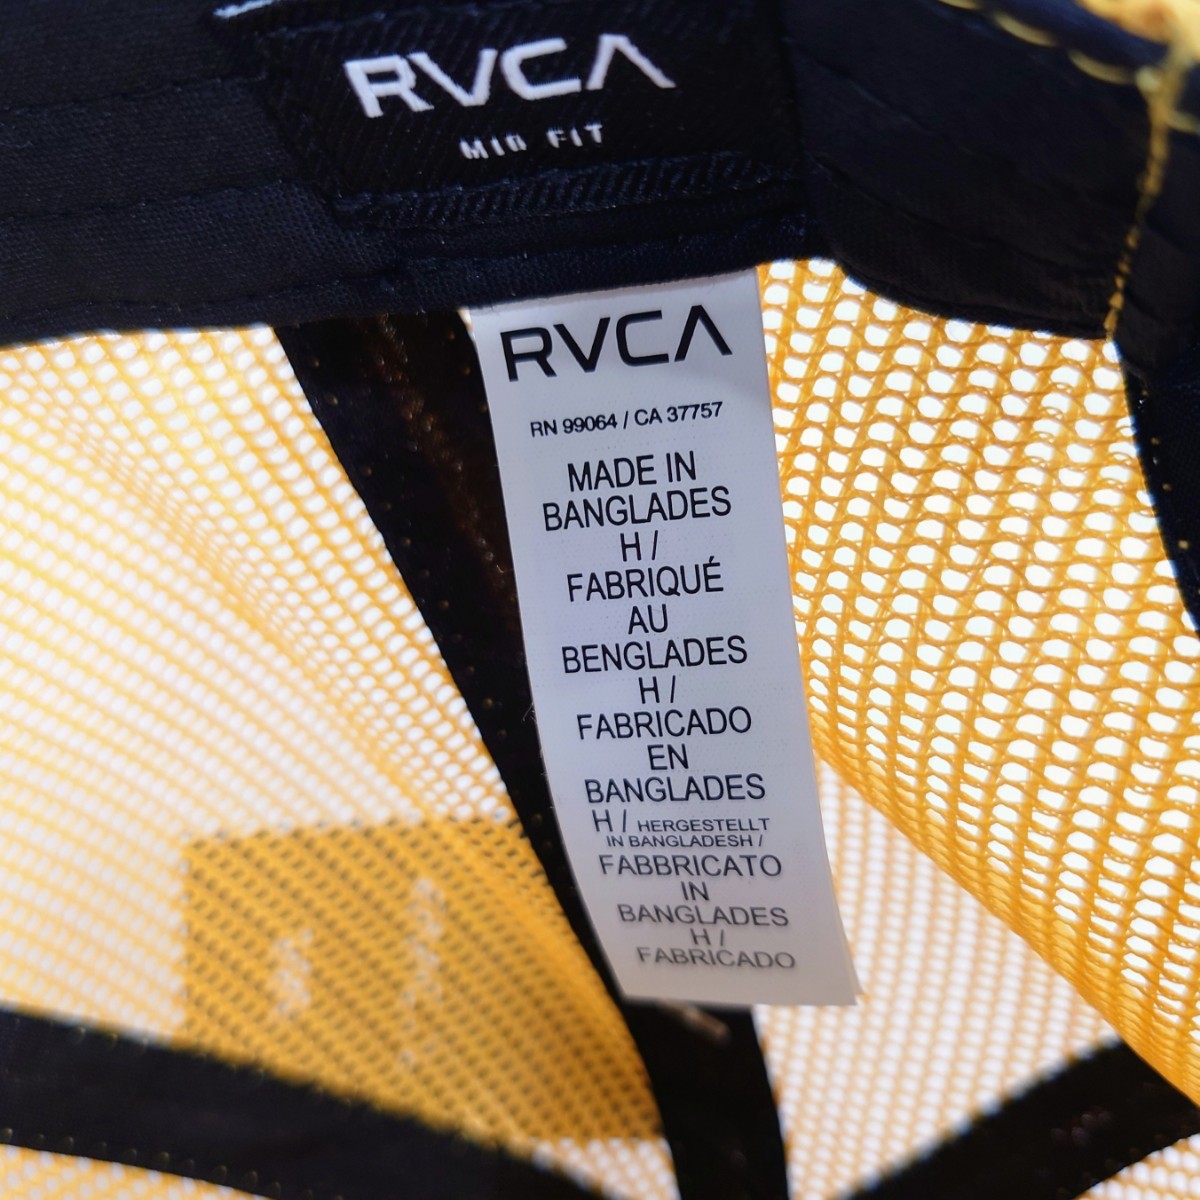 RVCA
MID FIT
RVCA
RN 99064 / CA 37757
MADE IN
BANGLADES
H /
FABRIQUÉ
AU
BENGLADES
H /
FABRICADO
EN
BANGLADES
H / HERGESTELLT
IN BANGLADESH /
FABBRICATO
IN
BANGLADES
H /
FABRICADO